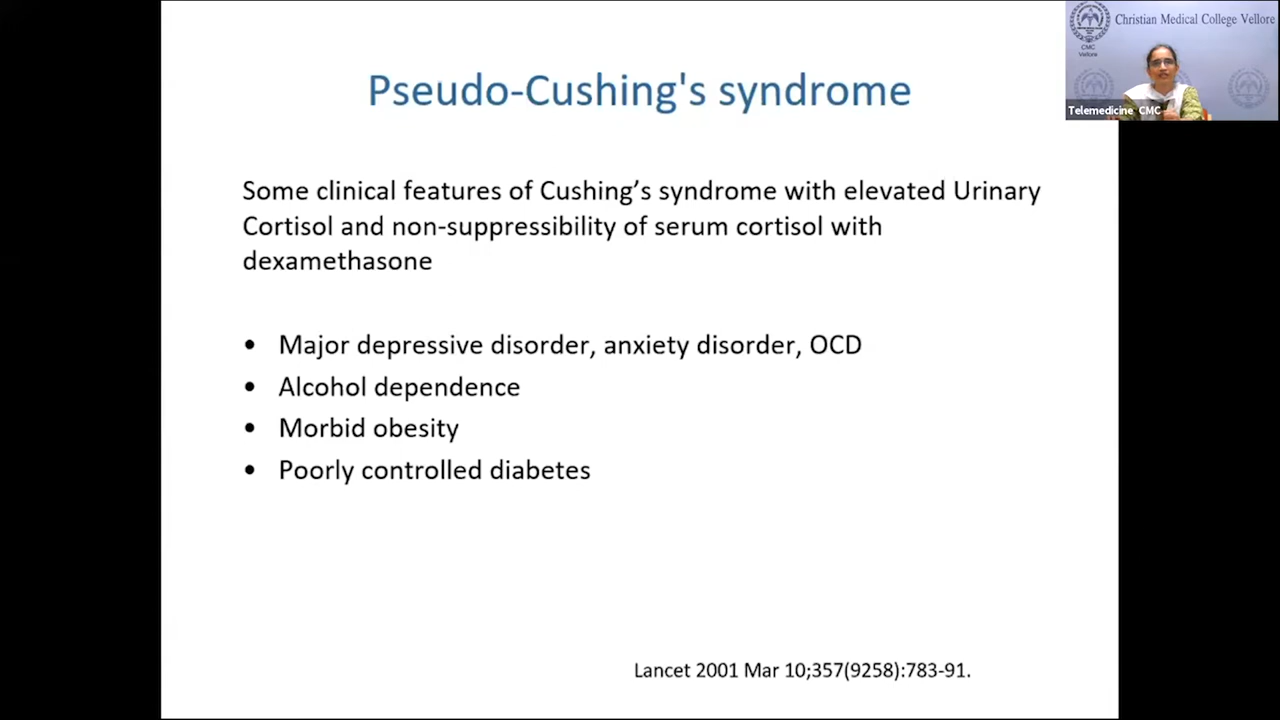 Pseudo-Cushing's syndrome
Some clinical features of Cushing’s syndrome with elevated Urinary
Cortisol and non-suppressibility of serum cortisol with
dexamethasone
• Major depressive disorder, anxiety disorder, OCD
• Alcohol dependence
• Morbid obesity
• Poorly controlled diabetes
Lancet 2001 Mar 10;357(9258):783-91.
Christian Medical College Vellore
CMC
Vellore
Telemedicine CMC